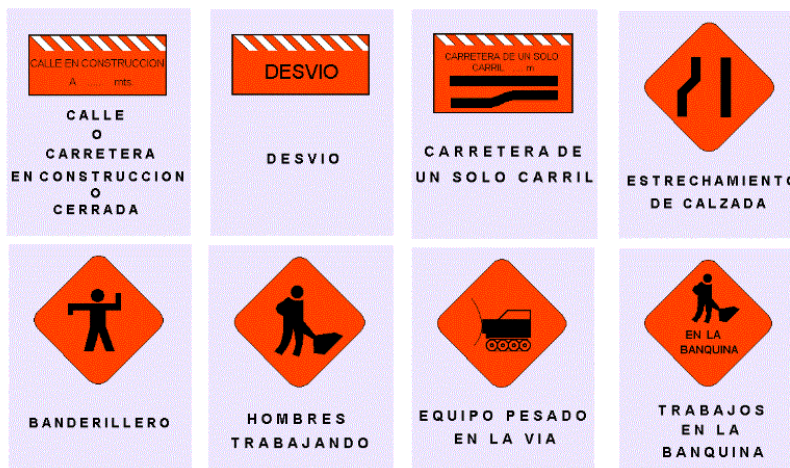 CALLE EN CONSTRUCCION
A ........ mts.
CALLE
O
CARRETERA
EN CONSTRUCCION
O
CERRADA
DESVIO
DESVIO
CARRETERA DE UN SOLO
CARRIL ..... m
CARRETERA DE
UN SOLO CARRIL
ESTRECHAMIENTO
DE CALZADA
BANDERILLERO
HOMBRES
TRABAJANDO
EQUIPO PESADO
EN LA VIA
EN LA
BANQUINA
TRABAJOS
EN LA
BANQUINA